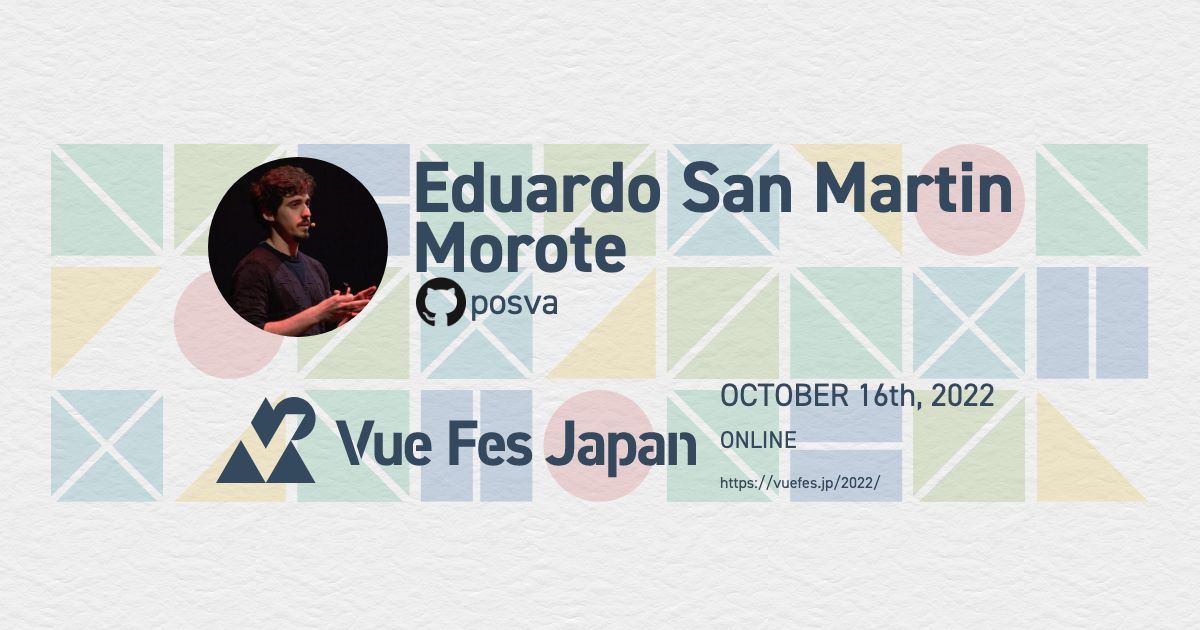 Eduardo San Martin
Morote
posva
Vue Fes Japan
OCTOBER 16th, 2022
ONLINE
https://vuefes.jp/2022/